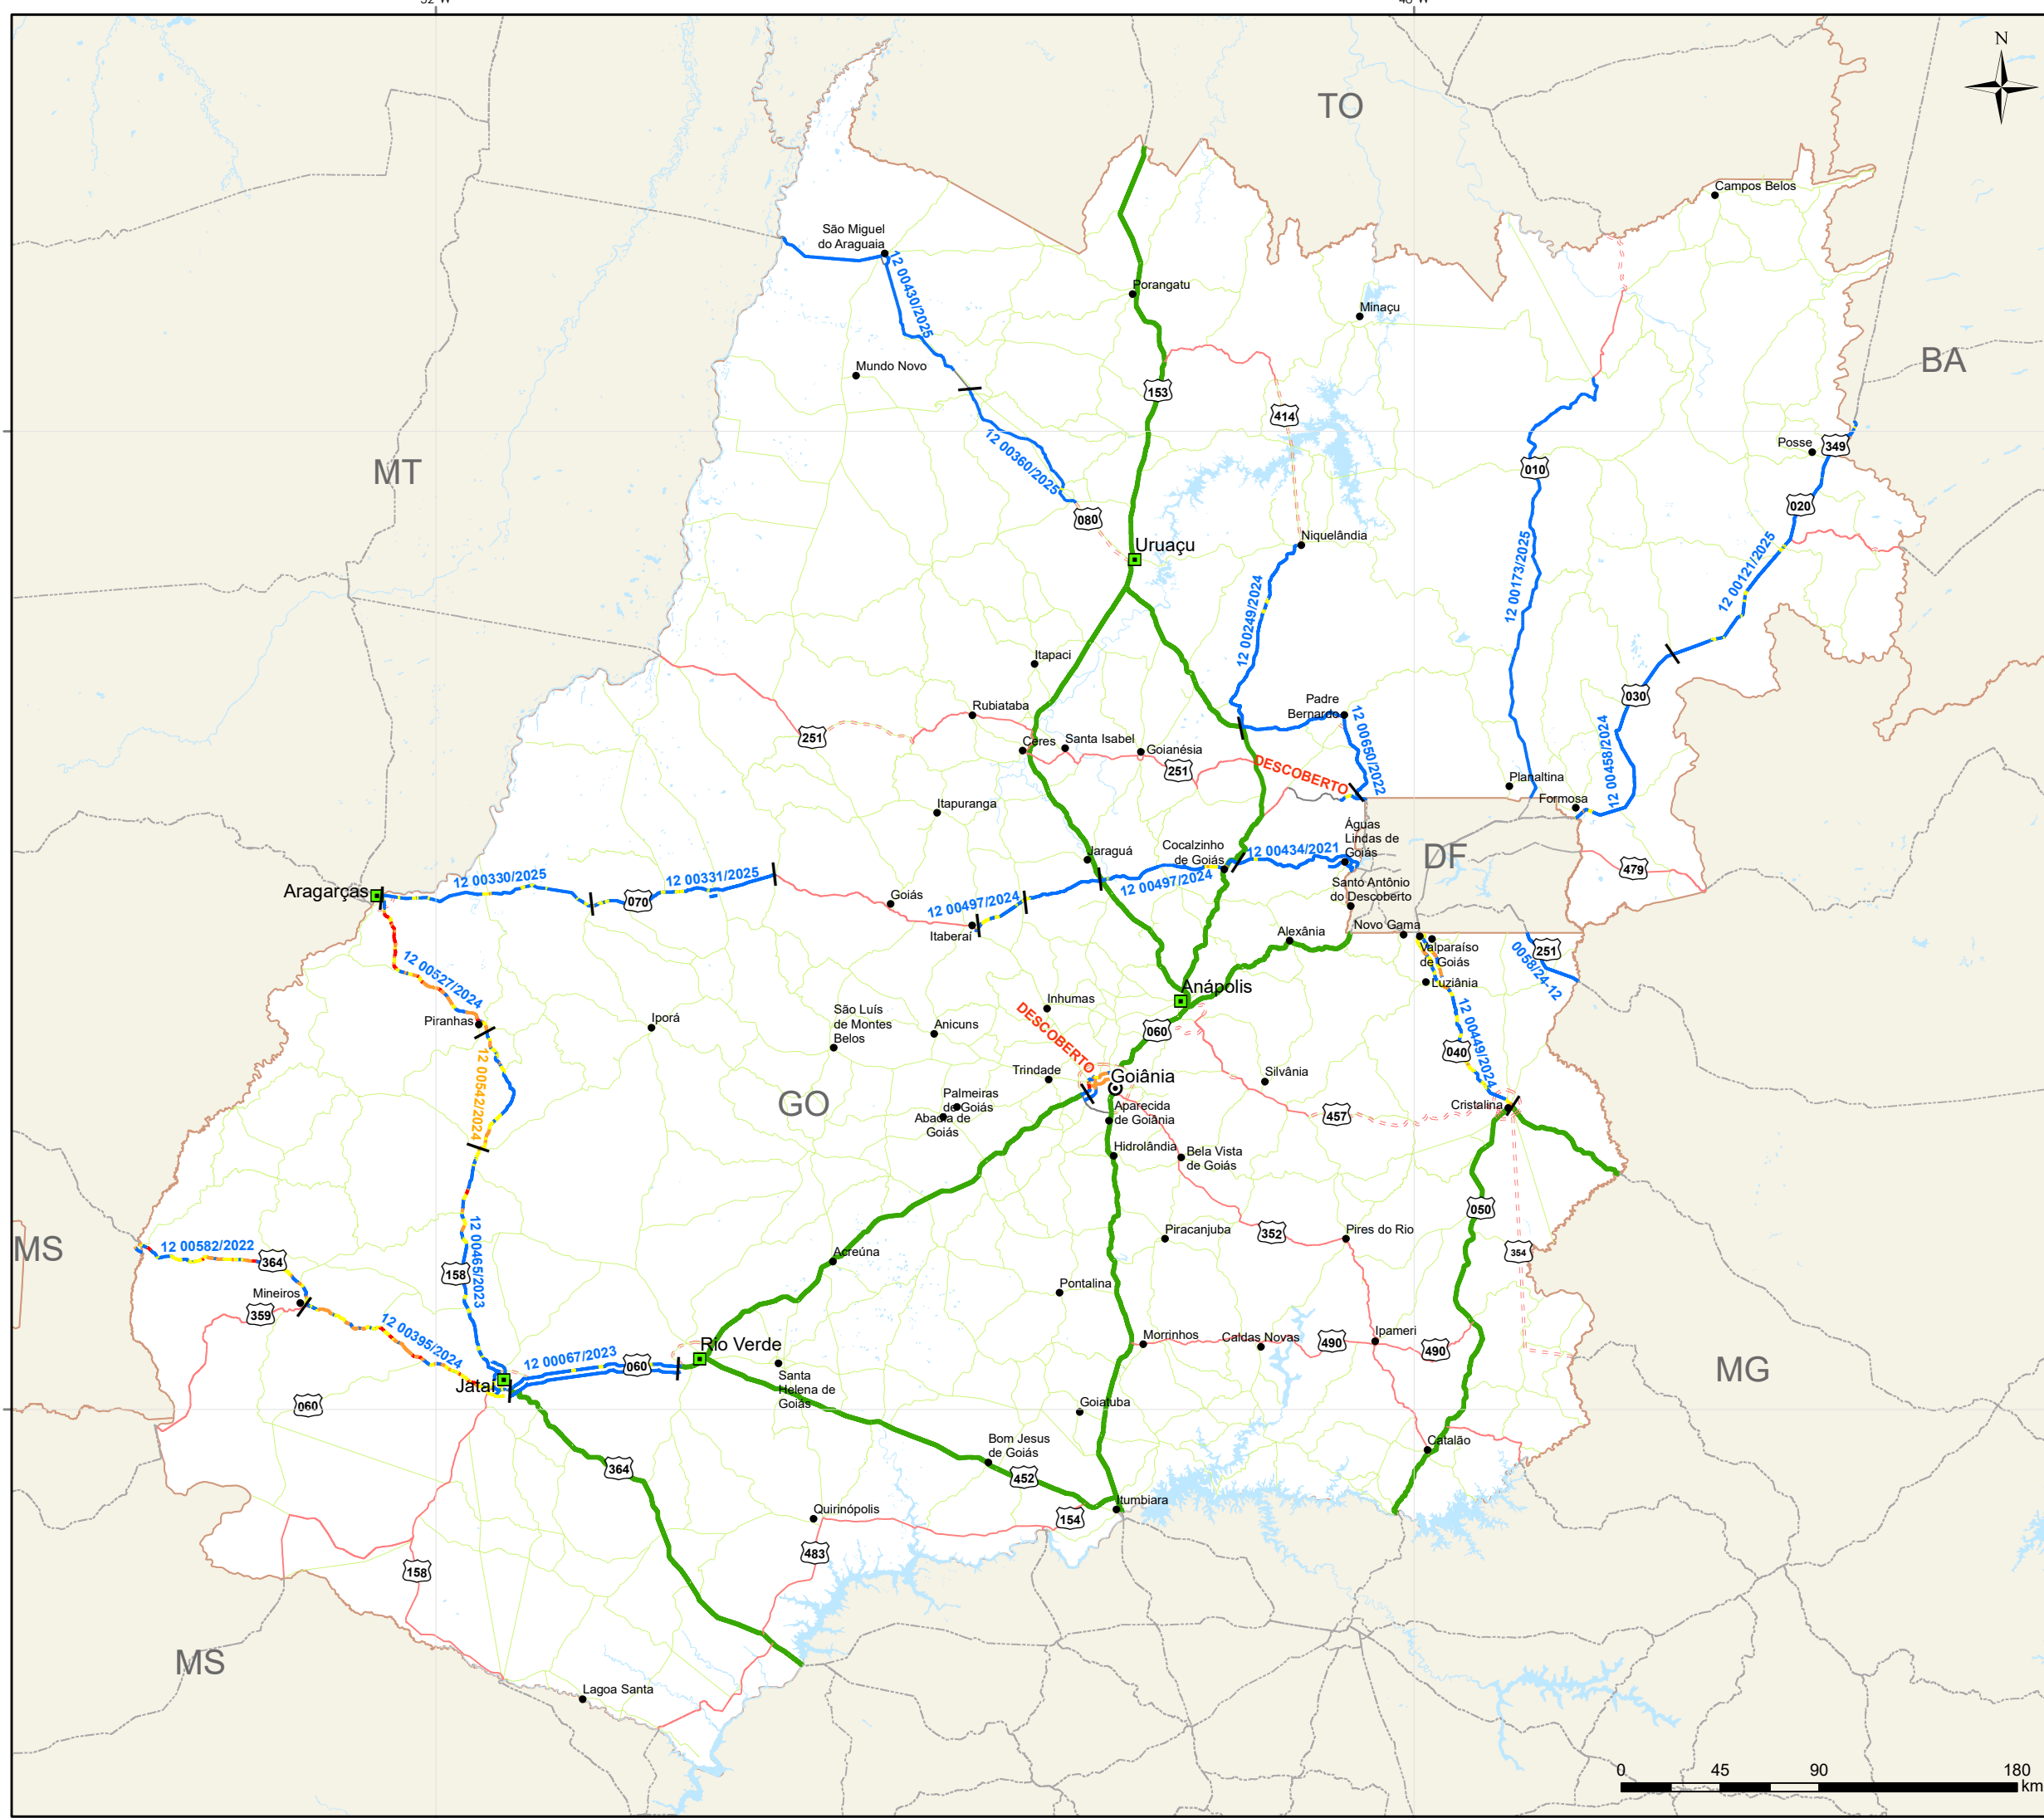 N
TO
Campos Belos
São Miguel
do Araguaia
12 00430/2025
Porangatu
Minaçu
BA
Mundo Novo
153
414
12 00360/2025
MT
Posse
349
010
020
080
Niquelândia
Uruaçu
12 00249/2024
12 00173/2025
12 00121/2025
Itapaci
030
Rubiataba
Padre
Bernardo
12 00650/2022
251
Ceres
Santa Isabel
Goianésia
251
DESCOBERTO
12 00458/2024
Planaltina
Formosa
Itapuranga
Águas
Lindas de
Goiás
Jaraguá
Cocalzinho
de Goiás
12 00434/2021
DF
479
Aragarças
12 00330/2025
12 00331/2025
070
Goiás
12 00497/2024
12 00497/2024
Santo Antônio
do Descoberto
Itaberaí
Novo Gama
Alexânia
Valparaíso
de Goiás
251
0058/24-12
12 00527/2024
Luziânia
Anápolis
Inhumas
São Luís
de Montes
Belos
Anicuns
Iporá
Piranhas
DESCOBERTO
060
12 00449/2024
040
12 00542/2024
Trindade
Goiânia
Silvânia
GO
Palmeiras
de Goiás
Abadia de
Goiás
Aparecida
de Goiânia
457
Cristalina
Hidrolândia
Bela Vista
de Goiás
050
MS
12 00582/2022
364
12 00465/2023
158
Acreúna
Piracanjuba
352
Pires do Rio
354
Mineiros
359
Pontalina
12 00395/2024
12 00067/2023
060
Rio Verde
Morrinhos
Caldas Novas
490
Ipameri
490
MG
Jataí
Santa
Helena de
Goiás
060
Goiatuba
Bom Jesus
de Goiás
452
Catalão
364
Itumbiara
Quirinópolis
154
483
158
MS
Lagoa Santa
0
45
90
180
km